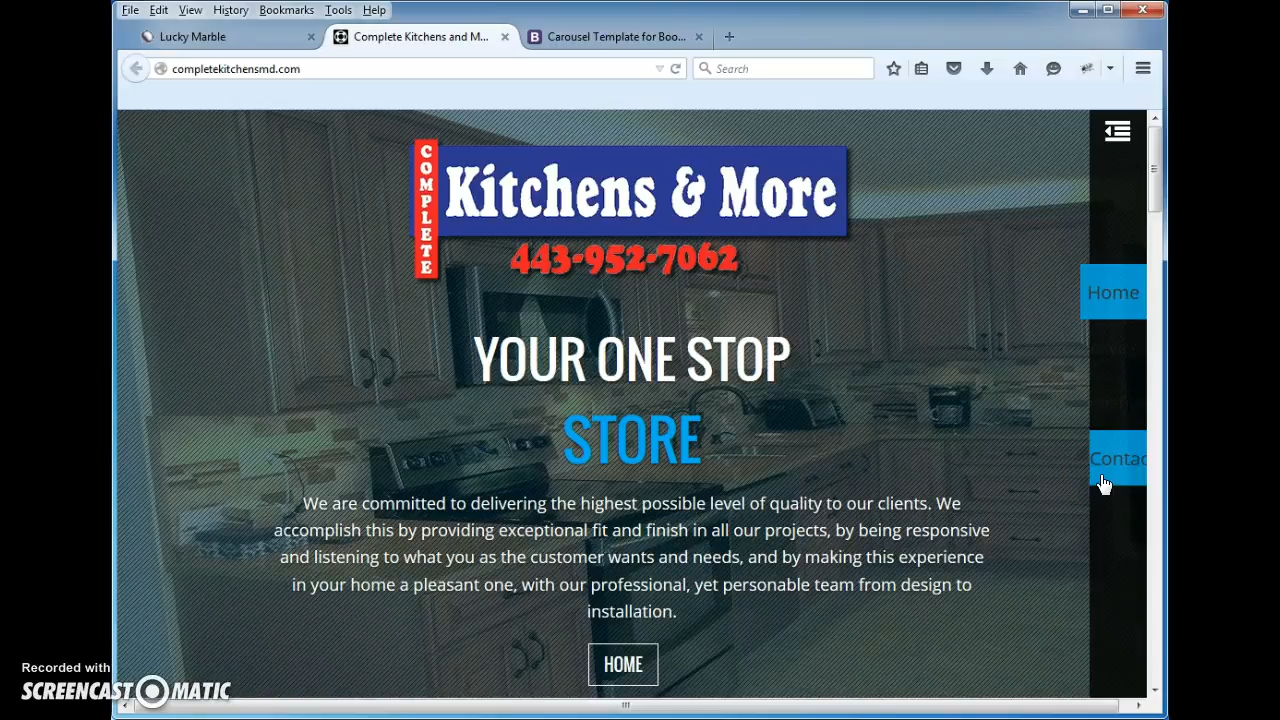 File Edit View History Bookmarks Tools Help
Lucky Marble
Complete Kitchens and M...
Carousel Template for Boo...
completekitchensmd.com
Search
COMPLETE
Kitchens & More
443-952-7062
Home
YOUR ONE STOP
STORE
Contac
We are committed to delivering the highest possible level of quality to our clients. We
accomplish this by providing exceptional fit and finish in all our projects, by being responsive
and listening to what you as the customer wants and needs, and by making this experience
in your home a pleasant one, with our professional, yet personable team from design to
installation.
HOME
Recorded with
SCREENCAST-O-MATIC